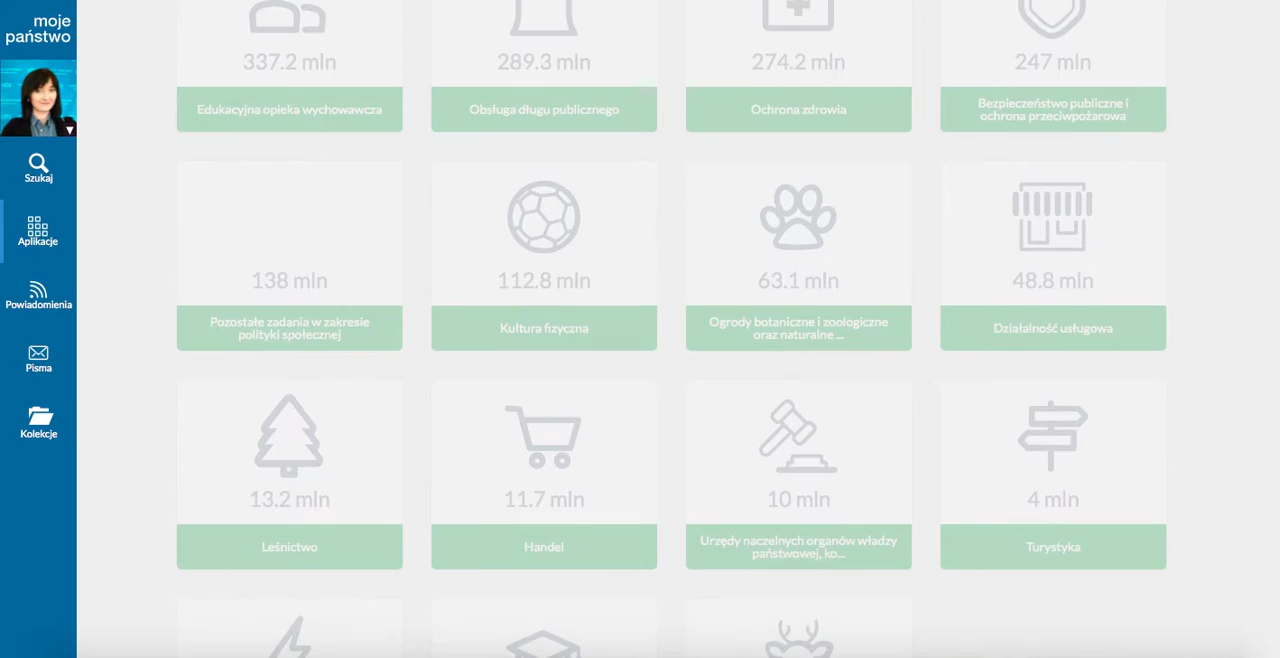 moje
państwo
Szukaj
Aplikacje
Powiadomienia
Pisma
Kolekcje
337.2 mln
289.3 mln
274.2 mln
247 mln
Edukacyjna opieka wychowawcza
Obsługa długu publicznego
Ochrona zdrowia
Bezpieczeństwo publiczne i
ochrona przeciwpożarowa
138 mln
112.8 mln
63.1 mln
48.8 mln
Pozostałe zadania w zakresie
polityki społecznej
Kultura fizyczna
Ogrody botaniczne i zoologiczne
oraz naturalne ...
Działalność usługowa
13.2 mln
11.7 mln
10 mln
4 mln
Leśnictwo
Handel
Urzędy naczelnych organów władzy
państwowej, ko...
Turystyka